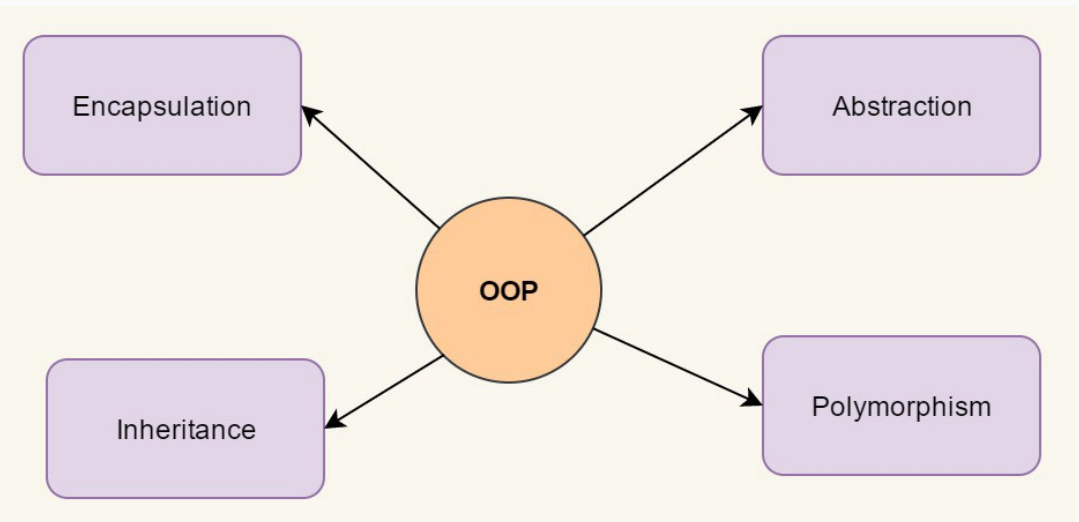 Encapsulation
Abstraction
OOP
Inheritance
Polymorphism